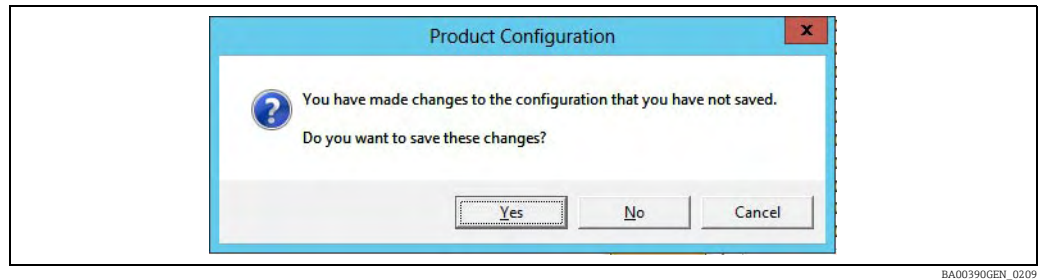 Product Configuration
x
?
You have made changes to the configuration that you have not saved.
Do you want to save these changes?
Yes
No
Cancel
BA00390GEN_0209